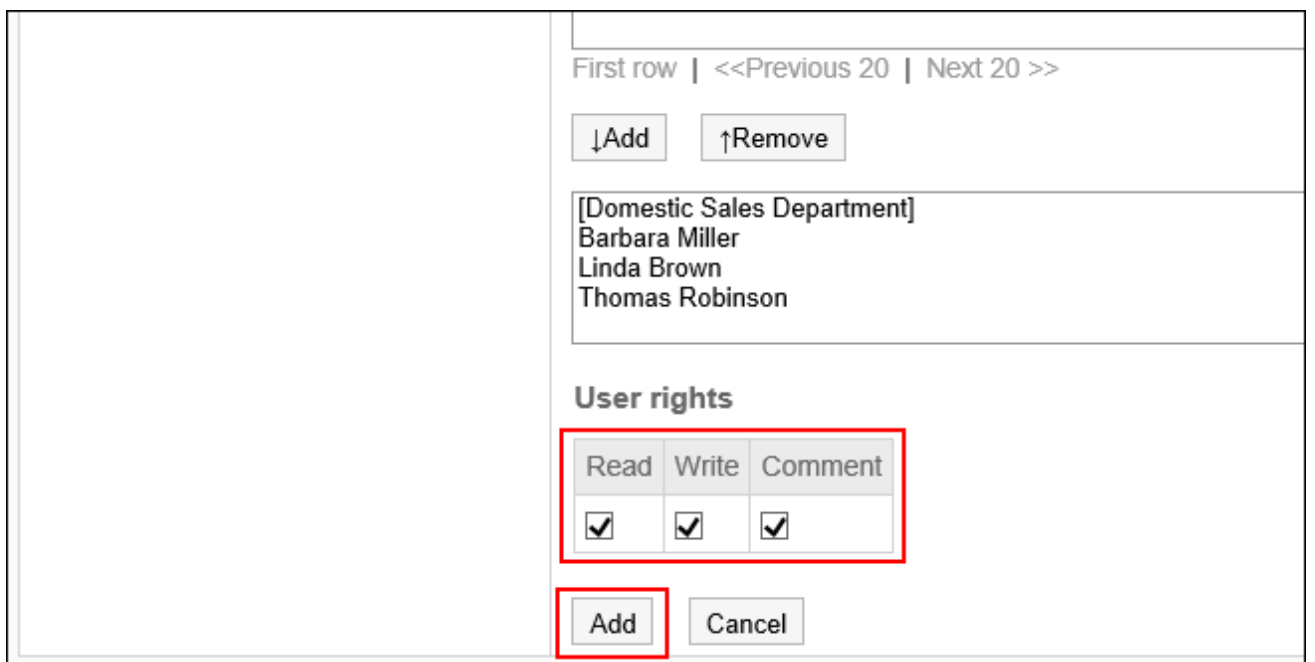 First row | <<Previous 20 | Next 20 >>
↓Add ↑Remove
[Domestic Sales Department]
Barbara Miller
Linda Brown
Thomas Robinson
User rights
Read Write Comment
Add Cancel